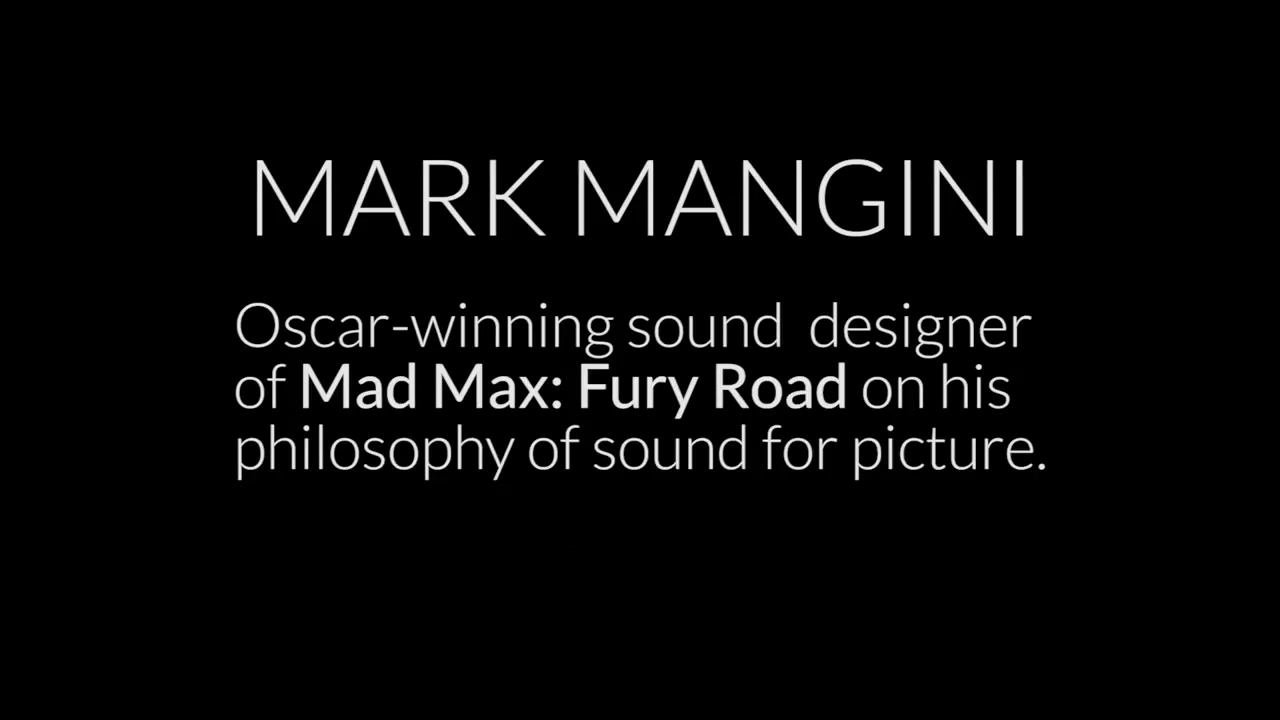 MARK MANGINI
Oscar-winning sound  designer
of Mad Max: Fury Road on his
philosophy of sound for picture.